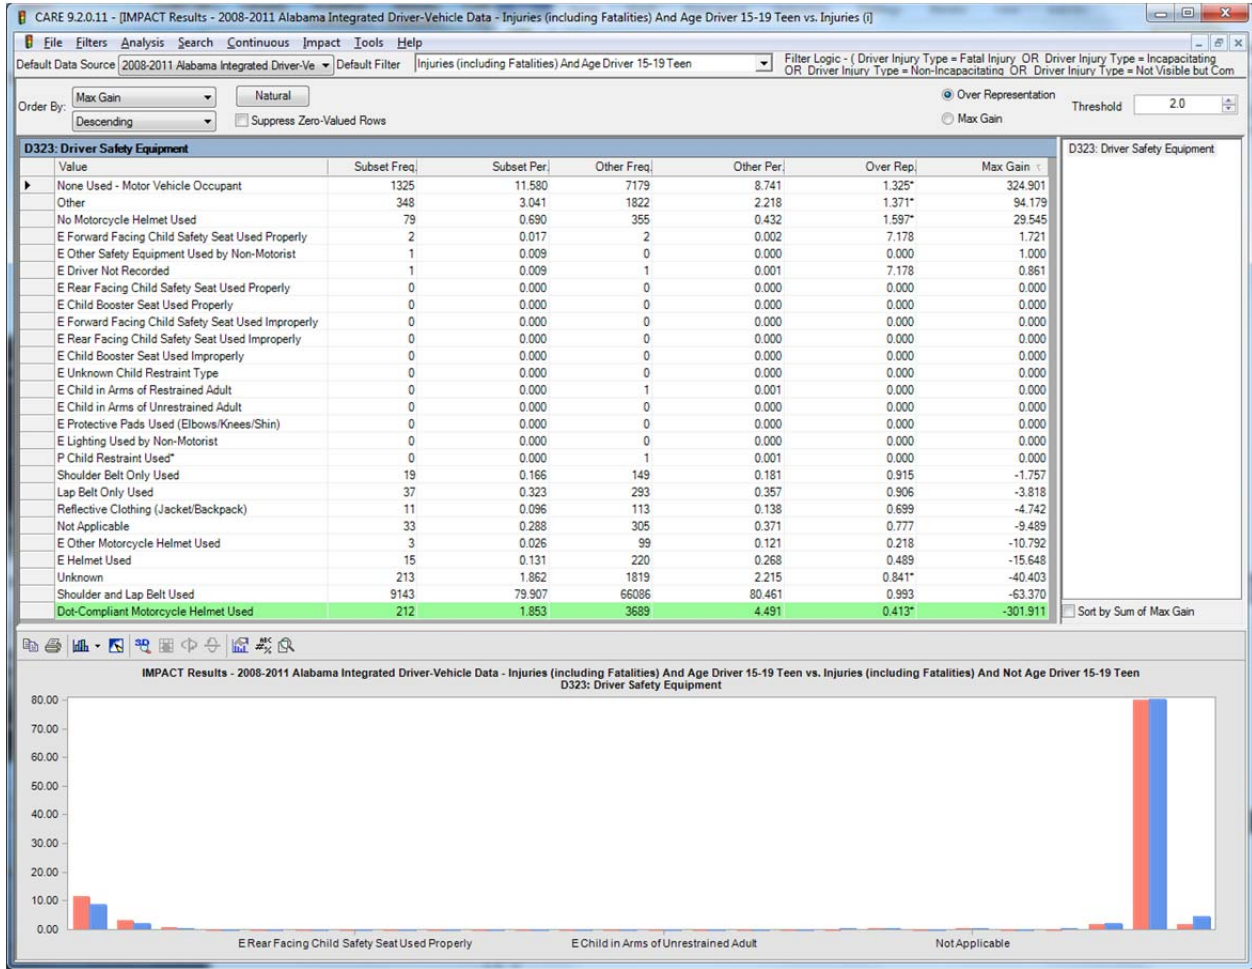 CARE 9.2.0.11 - [IMPACT Results - 2008-2011 Alabama Integrated Driver-Vehicle Data - Injuries (including Fatalities) And Age Driver 15-19 Teen vs. Injuries (i]
File Filters Analysis Search Continuous Impact Tools Help
Default Data Source 2008-2011 Alabama Integrated Driver-Ve Default Filter Injuries (including Fatalities) And Age Driver 15-19 Teen Filter Logic - ( Driver Injury Type = Fatal Injury OR Driver Injury Type = Incapacitating
OR Driver Injury Type = Non-Incapacitating OR Driver Injury Type = Not Visible but Com
Order By: Max Gain Natural Over Representation Threshold 2.0
Descending Suppress Zero-Valued Rows Max Gain
D323: Driver Safety Equipment D323: Driver Safety Equipment
Value Subset Freq. Subset Per. Other Freq. Other Per. Over Rep. Max Gain
None Used - Motor Vehicle Occupant 1325 11.580 7179 8.741 1.325* 324.901
Other 348 3.041 1822 2.218 1.371* 94.179
No Motorcycle Helmet Used 79 0.690 355 0.432 1.597* 29.545
E Forward Facing Child Safety Seat Used Properly 2 0.017 2 0.002 7.178 1.721
E Other Safety Equipment Used by Non-Motorist 1 0.009 0 0.000 0.000 1.000
E Driver Not Recorded 1 0.009 1 0.001 7.178 0.861
E Rear Facing Child Safety Seat Used Properly 0 0.000 0 0.000 0.000 0.000
E Child Booster Seat Used Properly 0 0.000 0 0.000 0.000 0.000
E Forward Facing Child Safety Seat Used Improperly 0 0.000 0 0.000 0.000 0.000
E Rear Facing Child Safety Seat Used Improperly 0 0.000 0 0.000 0.000 0.000
E Child Booster Seat Used Improperly 0 0.000 0 0.000 0.000 0.000
E Unknown Child Restraint Type 0 0.000 0 0.000 0.000 0.000
E Child in Arms of Restrained Adult 0 0.000 1 0.001 0.000 0.000
E Child in Arms of Unrestrained Adult 0 0.000 0 0.000 0.000 0.000
E Protective Pads Used (Elbows/Knees/Shin) 0 0.000 0 0.000 0.000 0.000
E Lighting Used by Non-Motorist 0 0.000 0 0.000 0.000 0.000
P Child Restraint Used* 0 0.000 1 0.001 0.000 0.000
Shoulder Belt Only Used 19 0.166 149 0.181 0.915 -1.757
Lap Belt Only Used 37 0.323 293 0.357 0.906 -3.818
Reflective Clothing (Jacket/Backpack) 11 0.096 113 0.138 0.699 -4.742
Not Applicable 33 0.288 305 0.371 0.777 -9.489
E Other Motorcycle Helmet Used 3 0.026 99 0.121 0.218 -10.792
E Helmet Used 15 0.131 220 0.268 0.489 -15.648
Unknown 213 1.862 1819 2.215 0.841* -40.403
Shoulder and Lap Belt Used 9143 79.907 66086 80.461 0.993 -63.370
Dot-Compliant Motorcycle Helmet Used 212 1.853 3689 4.491 0.413* -301.911
Sort by Sum of Max Gain
IMPACT Results - 2008-2011 Alabama Integrated Driver-Vehicle Data - Injuries (including Fatalities) And Age Driver 15-19 Teen vs. Injuries (including Fatalities) And Not Age Driver 15-19 Teen
D323: Driver Safety Equipment
80.00
70.00
60.00
50.00
40.00
30.00
20.00
10.00
0.00
E Rear Facing Child Safety Seat Used Properly E Child in Arms of Unrestrained Adult Not Applicable